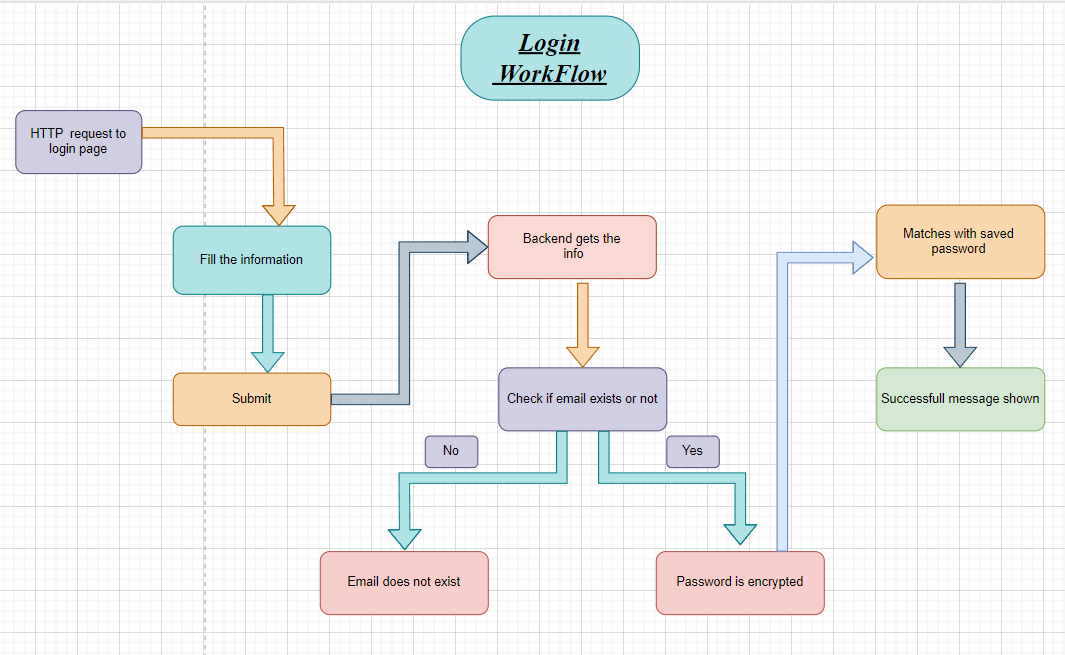 Login
WorkFlow
HTTP request to
login page
Fill the information
Submit
Backend gets the
info
Check if email exists or not
No
Yes
Email does not exist
Password is encrypted
Matches with saved
password
Successfull message shown